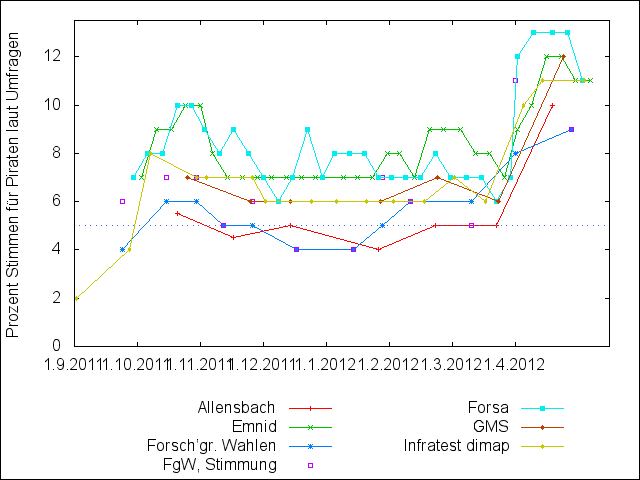 Prozent Stimmen für Piraten laut Umfragen
12
10
8
6
4
2
0
1.9.2011
1.10.2011
1.11.2011
1.12.2011
1.1.2012
1.2.2012
1.3.2012
1.4.2012
Allensbach
Emnid
Forsch'gr. Wahlen
FgW, Stimmung
Forsa
GMS
Infratest dimap